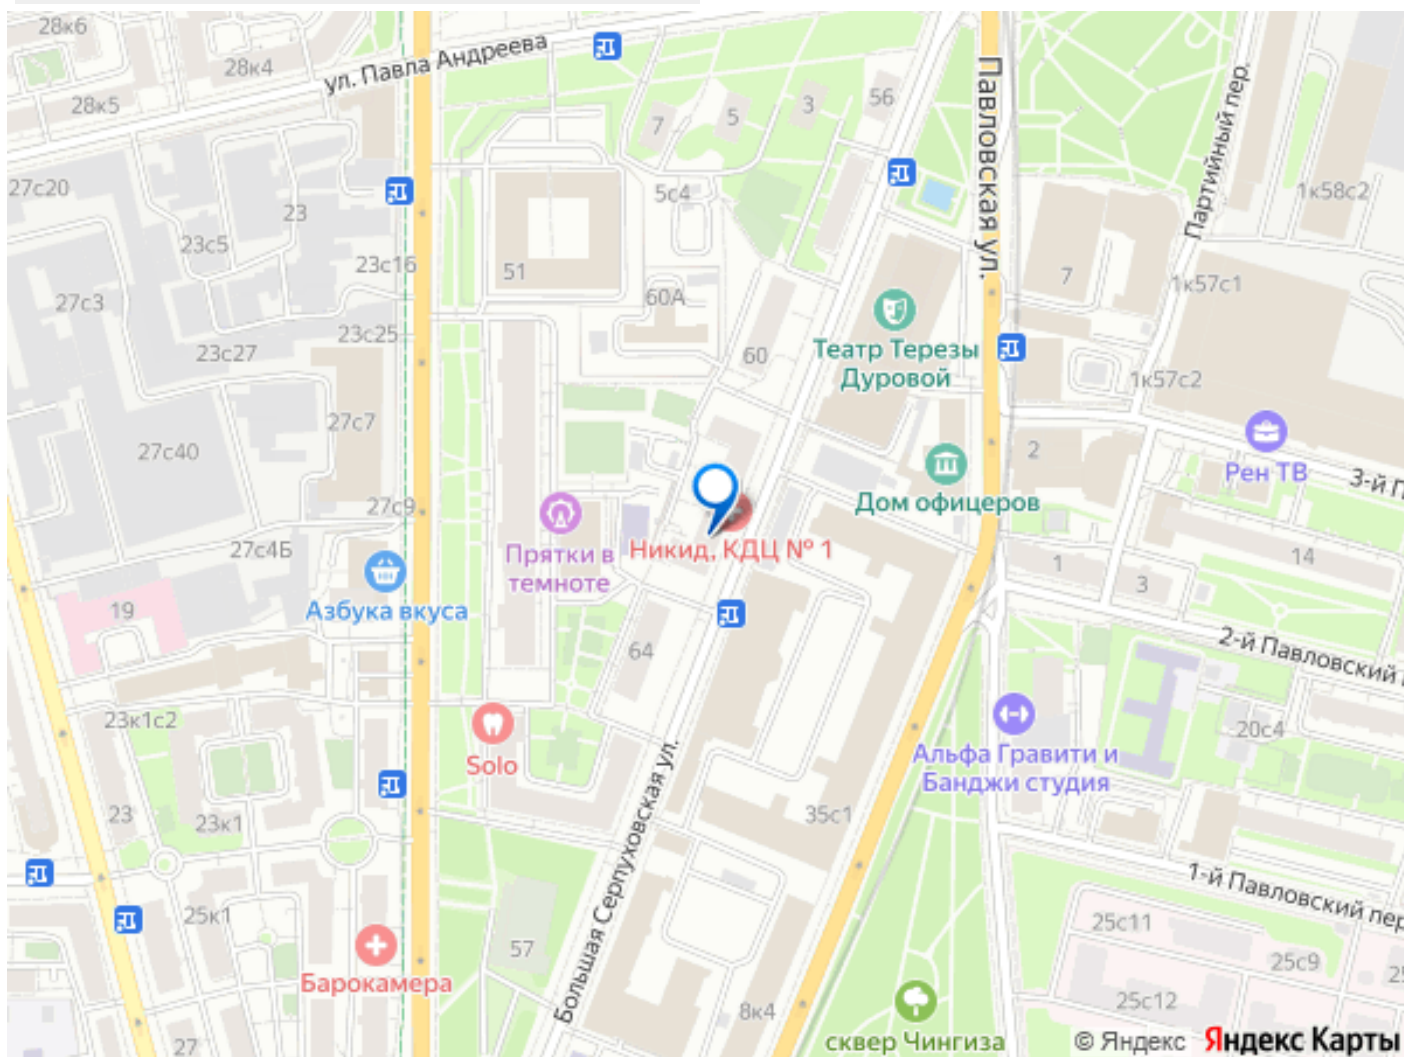 28к6
28к4
28к5
ул. Павла Андреева
7
5
3
56
Павловская ул.
Партийный пер.
27с20
23
5с4
1к58с2
23с5
23с16
51
27с3
60А
7
1к57с1
23с25
23с27
60
Театр Терезы
Дуровой
1к57с2
27с7
27с40
2
Рен ТВ
3-й П
27с9
Дом офицеров
27с4Б
Прятки в
темноте
Никид, КДЦ № 1
14
1
3
19
Азбука вкуса
64
2-й Павловский
23к1с2
20с4
Solo
Альфа Гравити и
Банджи студия
Большая Серпуховская ул.
23
23к1
35с1
1-й Павловский пер
25к1
25с11
57
25с9
25
Барокамера
25с12
8к4
сквер Чингиза
27
© Яндекс Яндекс Карты